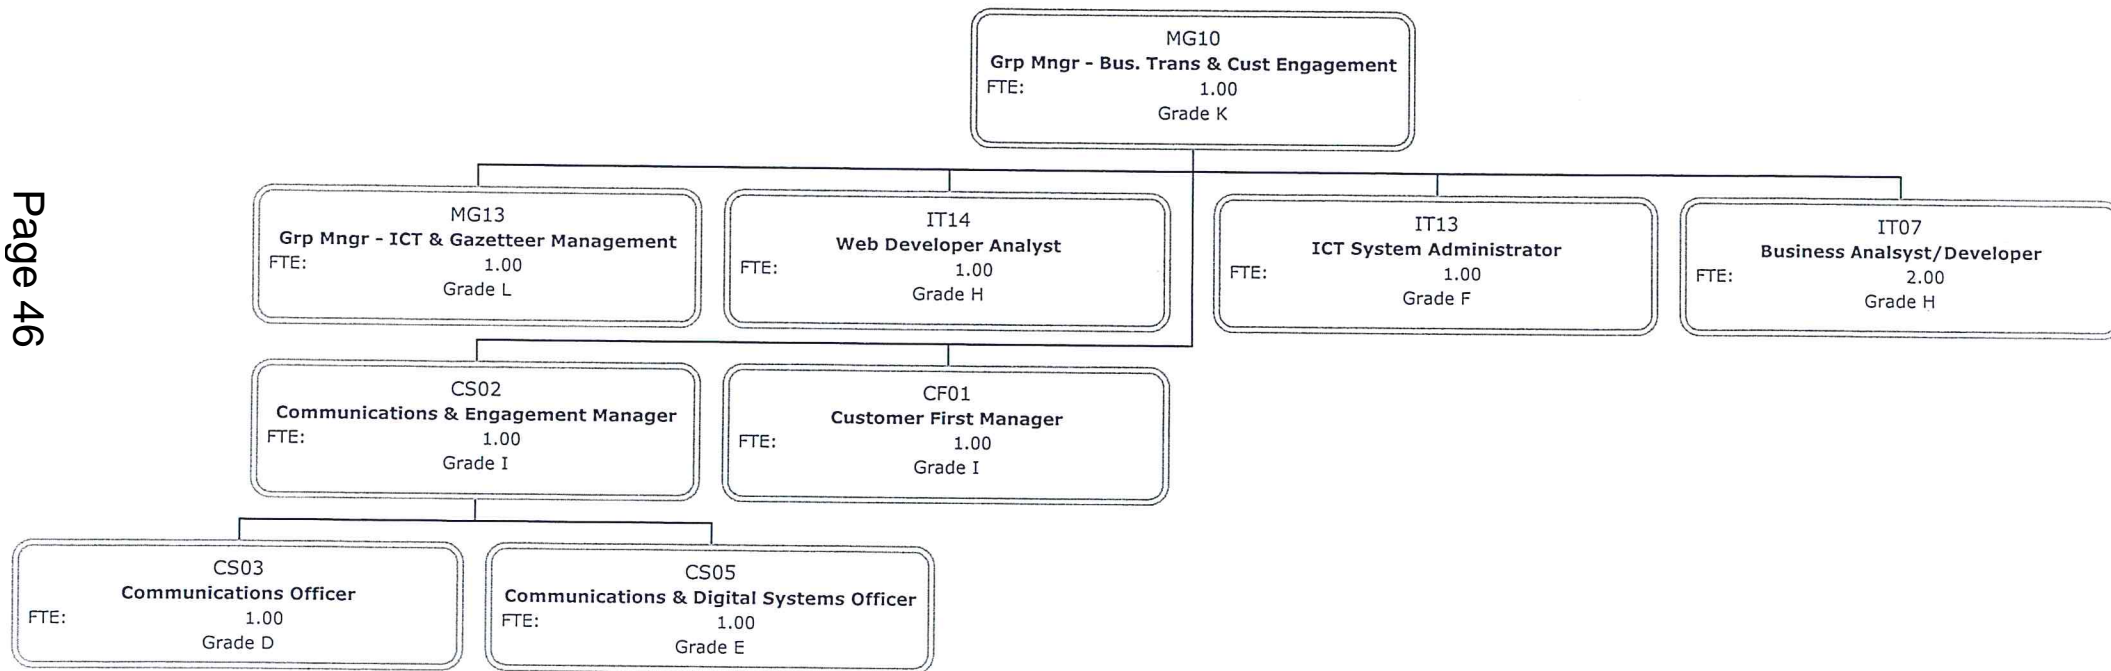 Page 46
MG10
Grp Mngr - Bus. Trans & Cust Engagement
FTE: 1.00
Grade K
MG13
Grp Mngr - ICT & Gazetteer Management
FTE: 1.00
Grade L
IT14
Web Developer Analyst
FTE: 1.00
Grade H
IT13
ICT System Administrator
FTE: 1.00
Grade F
IT07
Business Analsyst/Developer
FTE: 2.00
Grade H
CS02
Communications & Engagement Manager
FTE: 1.00
Grade I
CF01
Customer First Manager
FTE: 1.00
Grade I
CS03
Communications Officer
FTE: 1.00
Grade D
CS05
Communications & Digital Systems Officer
FTE: 1.00
Grade E